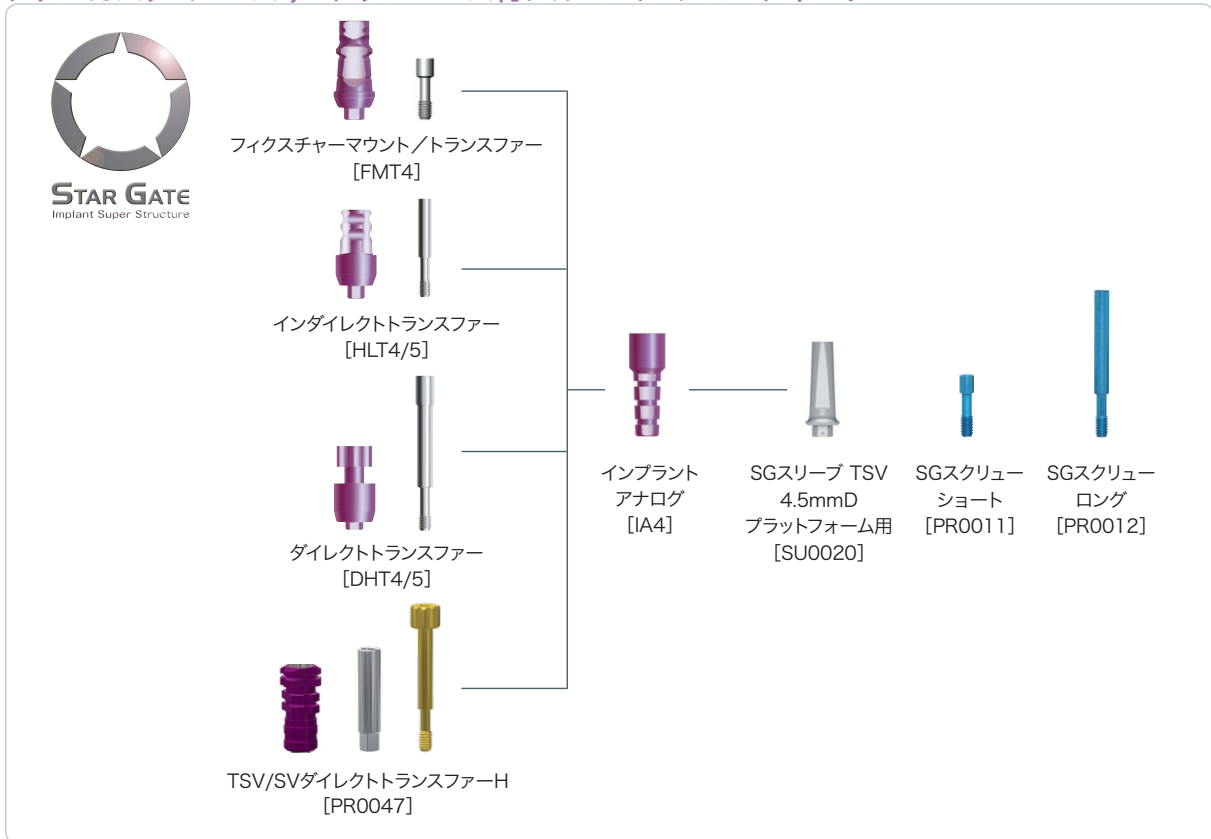 STAR GATE
Implant Super Structure
フィクスチャーマウント／トランスファー
[FMT4]
インダイレクトトランスファー
[HLT4/5]
ダイレクトトランスファー
[DHT4/5]
TSV/SVダイレクトトランスファーH
[PR0047]
インプラント
アナログ
[IA4]
SGスリーブ TSV
4.5mmD
プラットフォーム用
[SU0020]
SGスクリュー
ショート
[PR0011]
SGスクリュー
ロング
[PR0012]